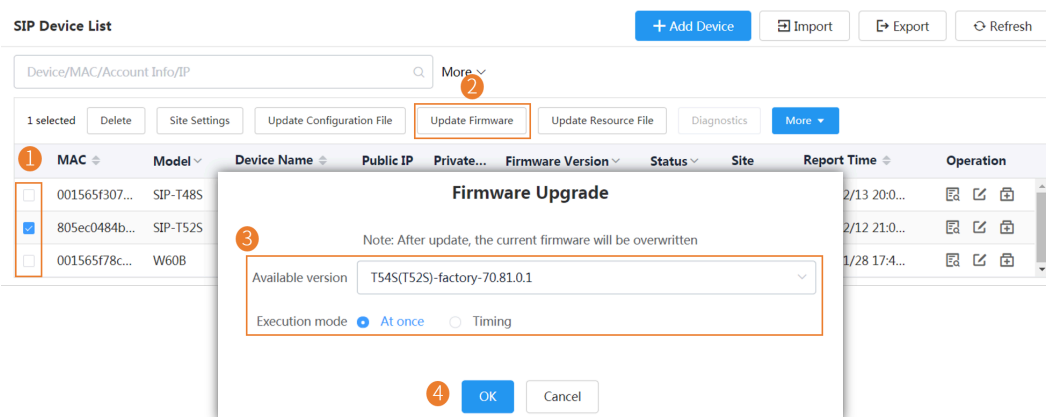 SIP Device List + Add Device Import Export Refresh
Device/MAC/Account Info/IP More
2
1 selected Delete Site Settings Update Configuration File Update Firmware Update Resource File Diagnostics More
1 MAC Model Device Name Public IP Private... Firmware Version Status Site Report Time Operation
001565f307... SIP-T48S 2/13 20:0...
805ec0484b... SIP-T52S 2/12 21:0...
001565f78c... W60B 1/28 17:4...
Firmware Upgrade
Note: After update, the current firmware will be overwritten
3
Available version T54S(T52S)-factory-70.81.0.1
Execution mode At once Timing
4 OK Cancel